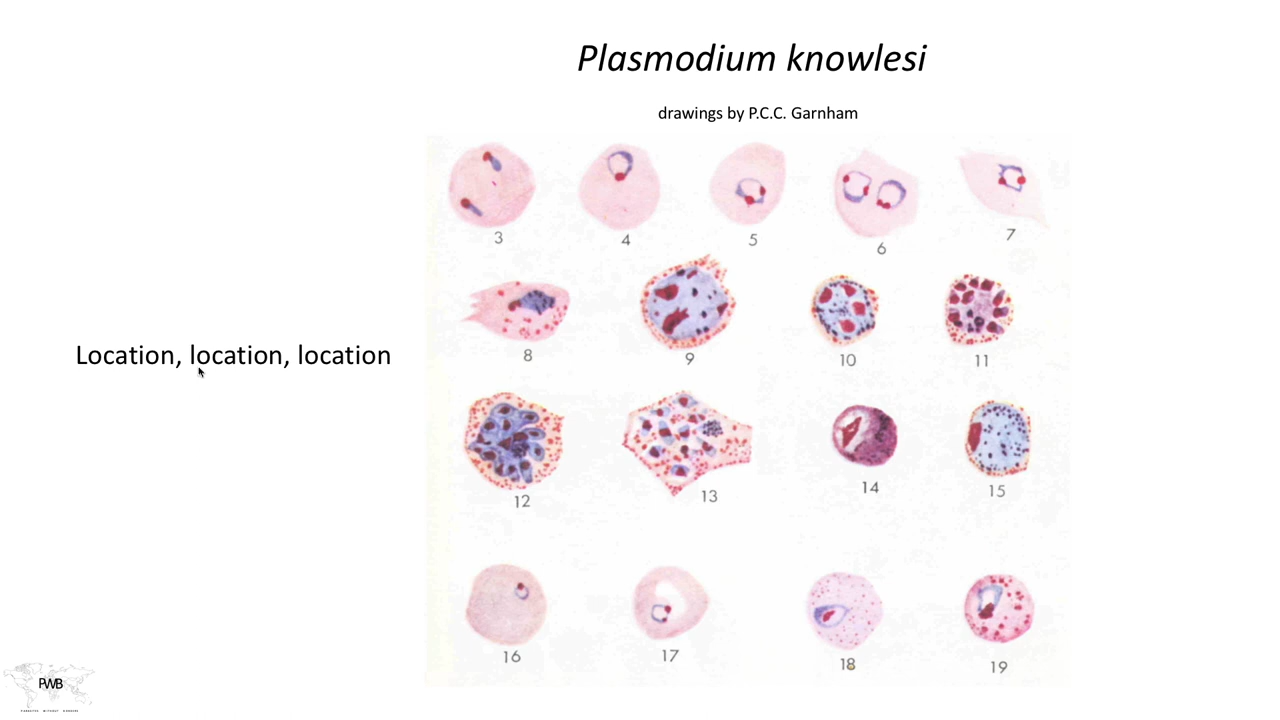 Plasmodium knowlesi
drawings by P.C.C. Garnham
3 4 5 6 7
8 9 10 11
Location, location, location
12 13 14 15
16 17 18 19
PWB